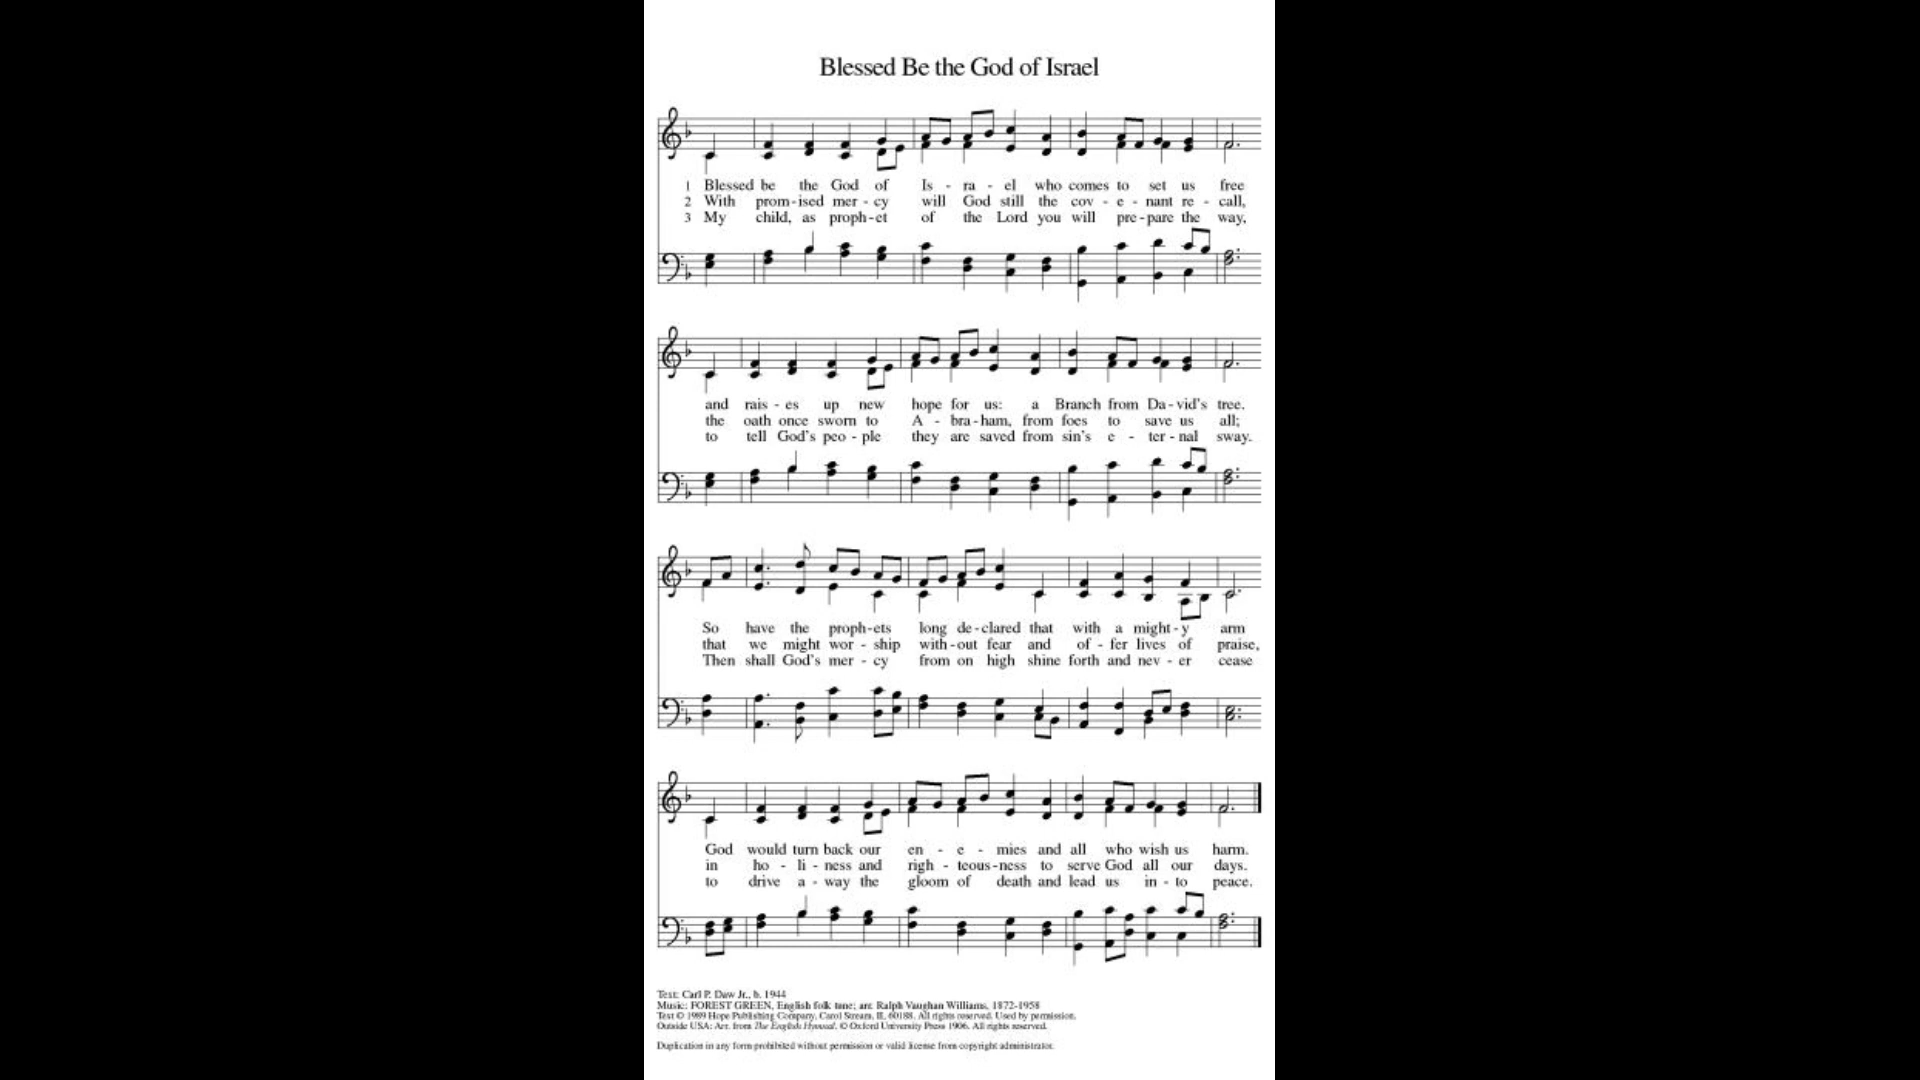 Blessed Be the God of Israel
1 Blessed be the God of Is - ra - el who comes to set us free
2 With prom - ised mer - cy will God still the cov - e - nant re - call,
3 My child, as proph - et of the Lord you will pre - pare the way,
and rais - es up new hope for us: a Branch from Da - vid's tree.
the oath once sworn to A - bra - ham, from foes to save us all;
to tell God's peo - ple they are saved from sin's e - ter - nal sway.
So have the proph - ets long de - clared that with a might - y arm
that we might wor - ship with - out fear and of - fer lives of praise,
Then shall God's mer - cy from on high shine forth and nev - er cease
God would turn back our en - e - mies and all who wish us harm.
in ho - li - ness and righ - teous - ness to serve God all our days.
to drive a - way the gloom of death and lead us in - to peace.
Text: Carl P. Daw Jr., b. 1944
Music: FOREST GREEN, English folk tune; arr. Ralph Vaughan Williams, 1872-1958
Text © 1989 Hope Publishing Company, Carol Stream, IL 60188. All rights reserved. Used by permission.
Outside USA: Arr. from The English Hymnal, © Oxford University Press 1906. All rights reserved.
Duplication in any form prohibited without permission or valid license from copyright administrator.